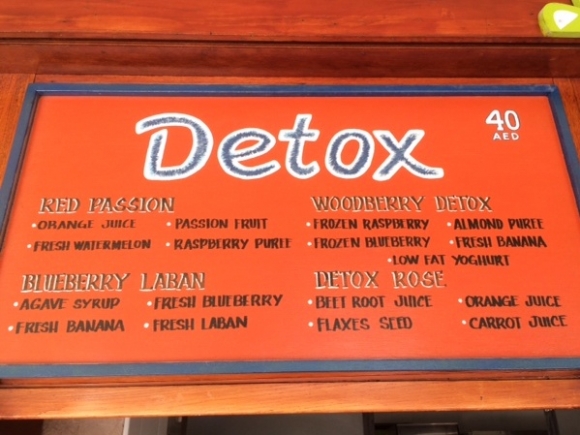 Detox
40
AED
RED PASSION
• ORANGE JUICE • PASSION FRUIT
• FRESH WATERMELON • RASPBERRY PURIE
WOODBERRY DETOX
• FROZEN RASPBERRY • ALMOND PUREE
• FROZEN BLUEBERRY • FRESH BANANA
• LOW FAT YOGHURT
BLUEBERRY LABAN
• AGAVE SYRUP • FRESH BLUEBERRY
• FRESH BANANA • FRESH LABAN
DETOX ROSE
• BEET ROOT JUICE • ORANGE JUICE
• FLAXES SEED • CARROT JUICE